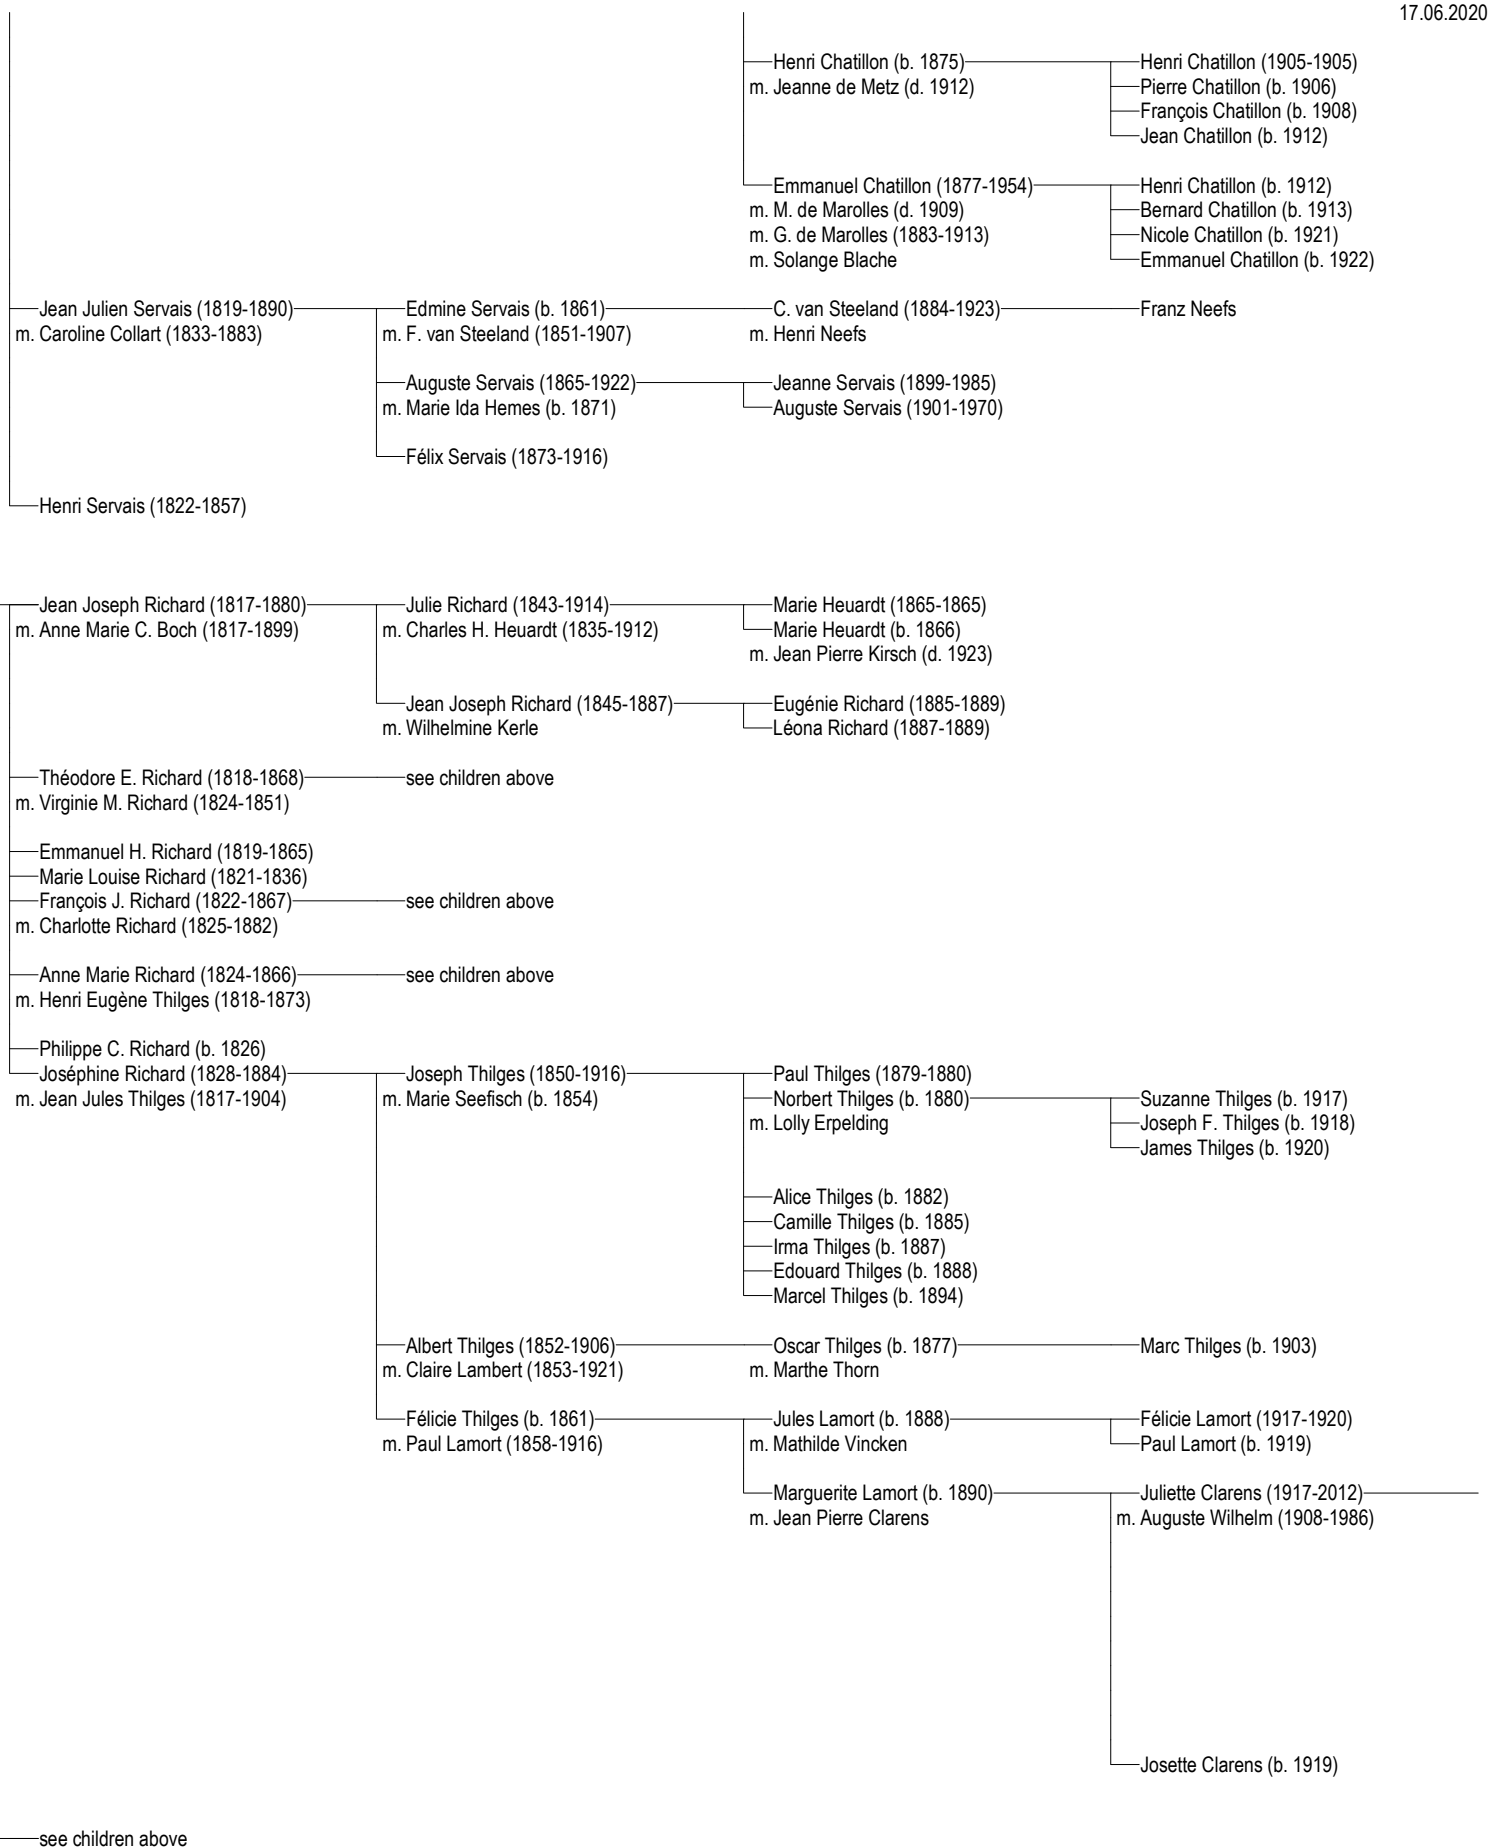 17.06.2020
Henri Chatillon (b. 1875) Henri Chatillon (1905-1905)
m. Jeanne de Metz (d. 1912) Pierre Chatillon (b. 1906)
François Chatillon (b. 1908)
Jean Chatillon (b. 1912)
Emmanuel Chatillon (1877-1954) Henri Chatillon (b. 1912)
m. M. de Marolles (d. 1909) Bernard Chatillon (b. 1913)
m. G. de Marolles (1883-1913) Nicole Chatillon (b. 1921)
m. Solange Blache Emmanuel Chatillon (b. 1922)
Jean Julien Servais (1819-1890) Edmine Servais (b. 1861) C. van Steeland (1884-1923) Franz Neefs
m. Caroline Collart (1833-1883) m. F. van Steeland (1851-1907) m. Henri Neefs
Auguste Servais (1865-1922) Jeanne Servais (1899-1985)
m. Marie Ida Hemes (b. 1871) Auguste Servais (1901-1970)
Félix Servais (1873-1916)
Henri Servais (1822-1857)
Jean Joseph Richard (1817-1880) Julie Richard (1843-1914) Marie Heuardt (1865-1865)
m. Anne Marie C. Boch (1817-1899) m. Charles H. Heuardt (1835-1912) Marie Heuardt (b. 1866)
m. Jean Pierre Kirsch (d. 1923)
Jean Joseph Richard (1845-1887) Eugénie Richard (1885-1889)
m. Wilhelmine Kerle Léona Richard (1887-1889)
Théodore E. Richard (1818-1868) see children above
m. Virginie M. Richard (1824-1851)
Emmanuel H. Richard (1819-1865)
Marie Louise Richard (1821-1836)
François J. Richard (1822-1867) see children above
m. Charlotte Richard (1825-1882)
Anne Marie Richard (1824-1866) see children above
m. Henri Eugène Thilges (1818-1873)
Philippe C. Richard (b. 1826)
Joséphine Richard (1828-1884) Joseph Thilges (1850-1916) Paul Thilges (1879-1880)
m. Jean Jules Thilges (1817-1904) m. Marie Seefisch (b. 1854) Norbert Thilges (b. 1880) Suzanne Thilges (b. 1917)
m. Lolly Erpelding Joseph F. Thilges (b. 1918)
James Thilges (b. 1920)
Alice Thilges (b. 1882)
Camille Thilges (b. 1885)
Irma Thilges (b. 1887)
Edouard Thilges (b. 1888)
Marcel Thilges (b. 1894)
Albert Thilges (1852-1906) Oscar Thilges (b. 1877) Marc Thilges (b. 1903)
m. Claire Lambert (1853-1921) m. Marthe Thorn
Félicie Thilges (b. 1861) Jules Lamort (b. 1888) Félicie Lamort (1917-1920)
m. Paul Lamort (1858-1916) m. Mathilde Vincken Paul Lamort (b. 1919)
Marguerite Lamort (b. 1890) Juliette Clarens (1917-2012)
m. Jean Pierre Clarens m. Auguste Wilhelm (1908-1986)
Josette Clarens (b. 1919)
see children above